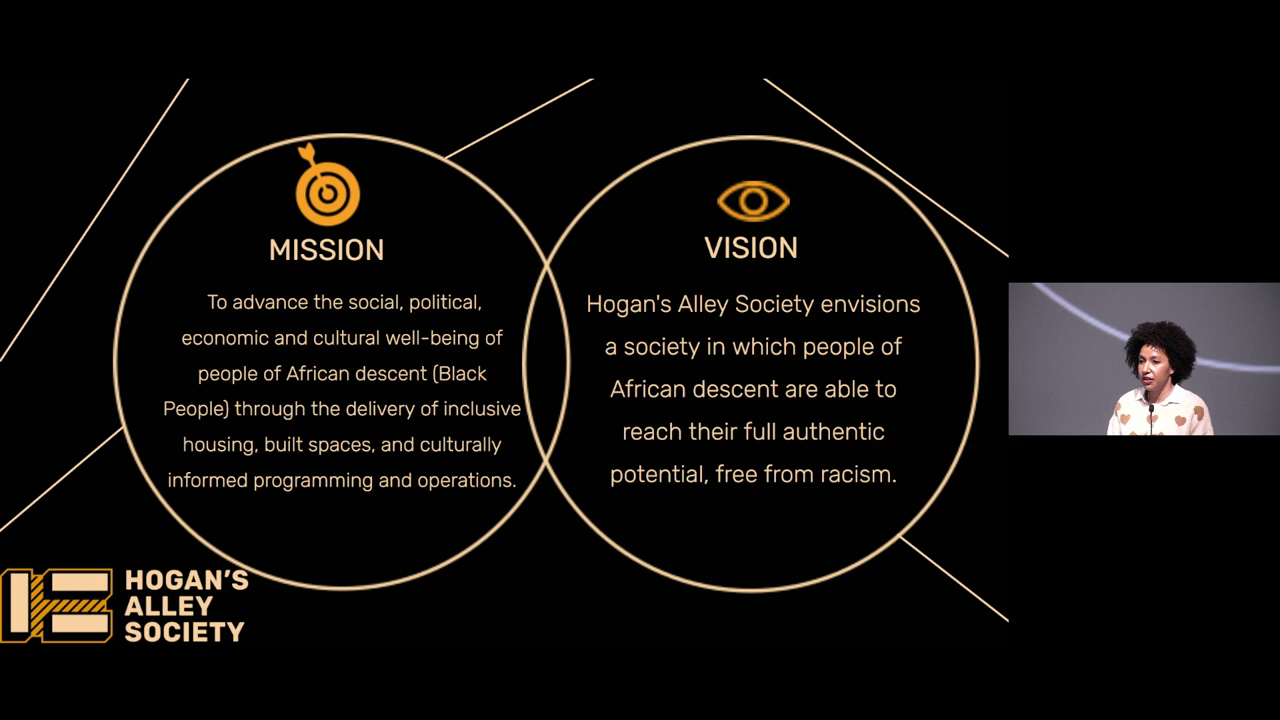 MISSION
To advance the social, political,
economic and cultural well-being of
people of African descent (Black
People) through the delivery of inclusive
housing, built spaces, and culturally
informed programming and operations.
VISION
Hogan's Alley Society envisions
a society in which people of
African descent are able to
reach their full authentic
potential, free from racism.
HOGAN'S
ALLEY
SOCIETY